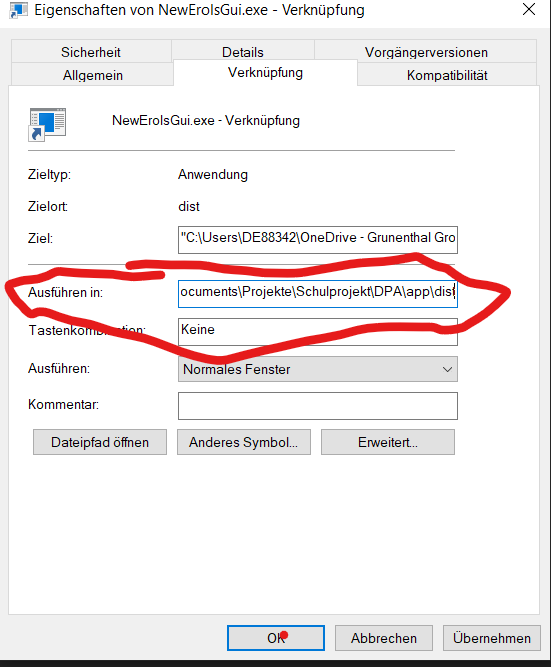 Eigenschaften von NewEroIsGui.exe - Verknüpfung
Sicherheit Details Vorgängerversionen
Allgemein Verknüpfung Kompatibilität
NewEroIsGui.exe - Verknüpfung
Zieltyp: Anwendung
Zielort: dist
Ziel: "C:\Users\DE88342\OneDrive - Grunenthal Gro
Ausführen in: ocuments\Projekte\Schulprojekt\DPA\app\dist
Tastenkombination: Keine
Ausführen: Normales Fenster
Kommentar:
Dateipfad öffnen Anderes Symbol... Erweitert...
OK Abbrechen Übernehmen